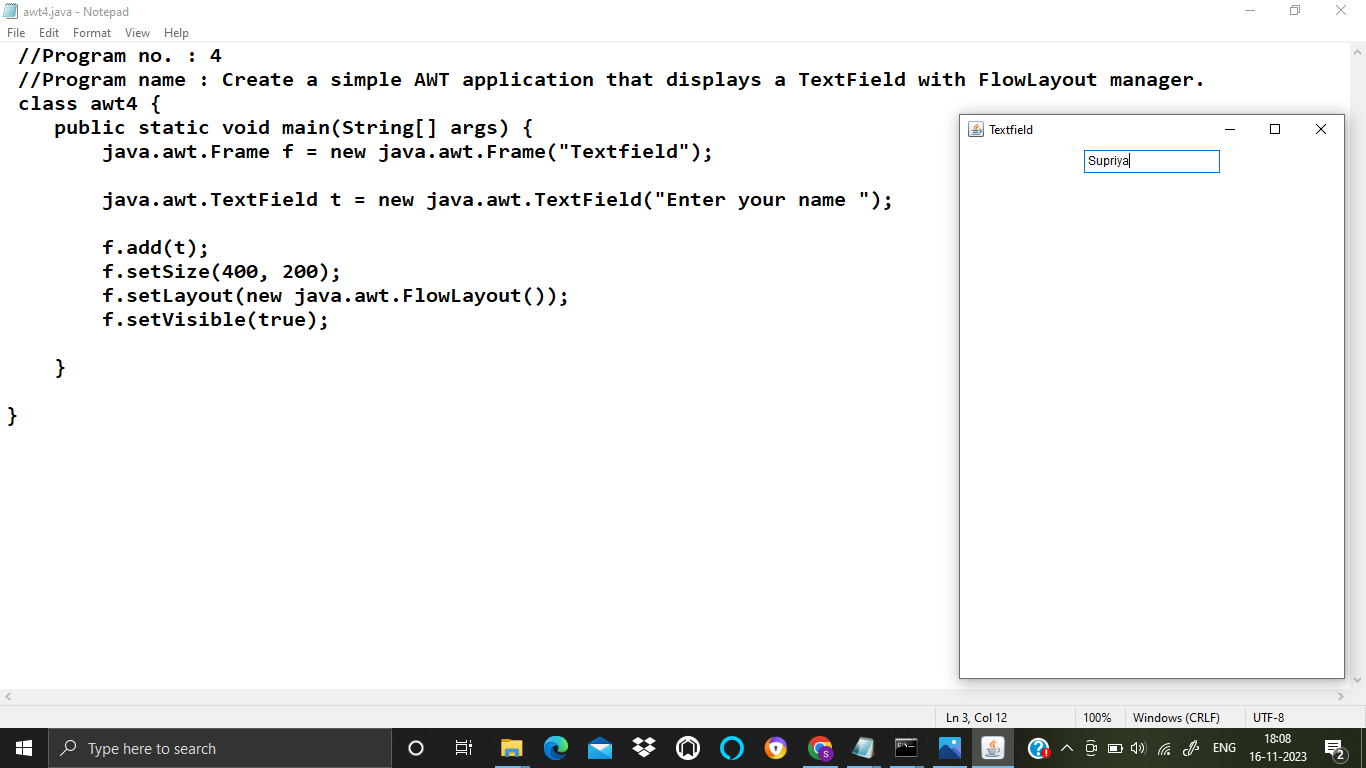 awt4.java - Notepad
File Edit Format View Help
//Program no. : 4
//Program name : Create a simple AWT application that displays a TextField with FlowLayout manager.
class awt4 {
public static void main(String[] args) {
java.awt.Frame f = new java.awt.Frame("Textfield");
java.awt.TextField t = new java.awt.TextField("Enter your name ");
f.add(t);
f.setSize(400, 200);
f.setLayout(new java.awt.FlowLayout());
f.setVisible(true);
}
}
Textfield
Supriya
Ln 3, Col 12 100% Windows (CRLF) UTF-8
Type here to search
S
ENG
18:08
16-11-2023
2